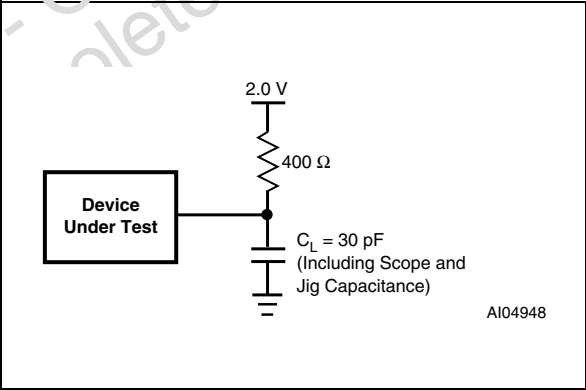 2.0 V
400 Ω
Device
Under Test
C_L = 30 pF
(Including Scope and
Jig Capacitance)
AI04948